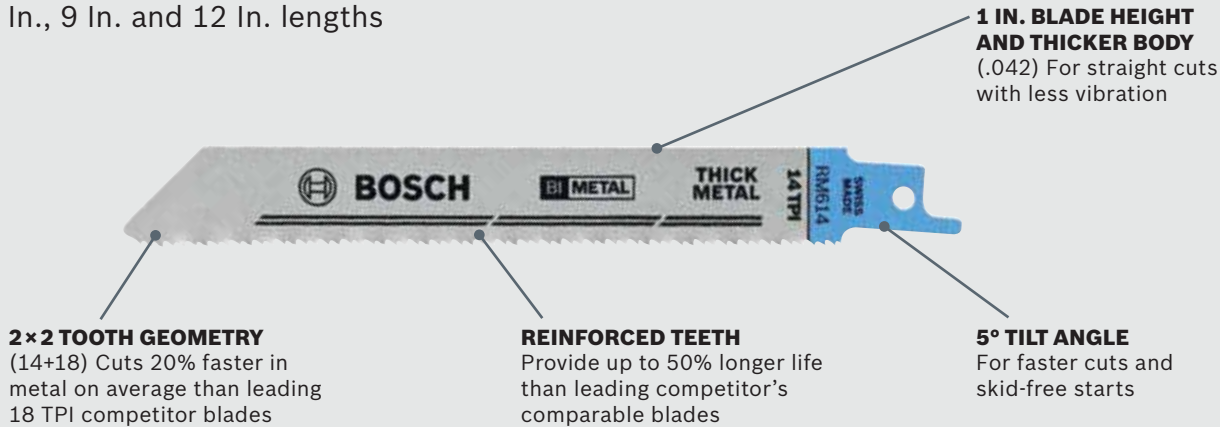 In., 9 In. and 12 In. lengths
1 IN. BLADE HEIGHT
AND THICKER BODY
(.042) For straight cuts
with less vibration
BOSCH
BI METAL
THICK
METAL
14 TPI
RM614
SWISS
MADE
2×2 TOOTH GEOMETRY
(14+18) Cuts 20% faster in
metal on average than leading
18 TPI competitor blades
REINFORCED TEETH
Provide up to 50% longer life
than leading competitor’s
comparable blades
5° TILT ANGLE
For faster cuts and
skid-free starts